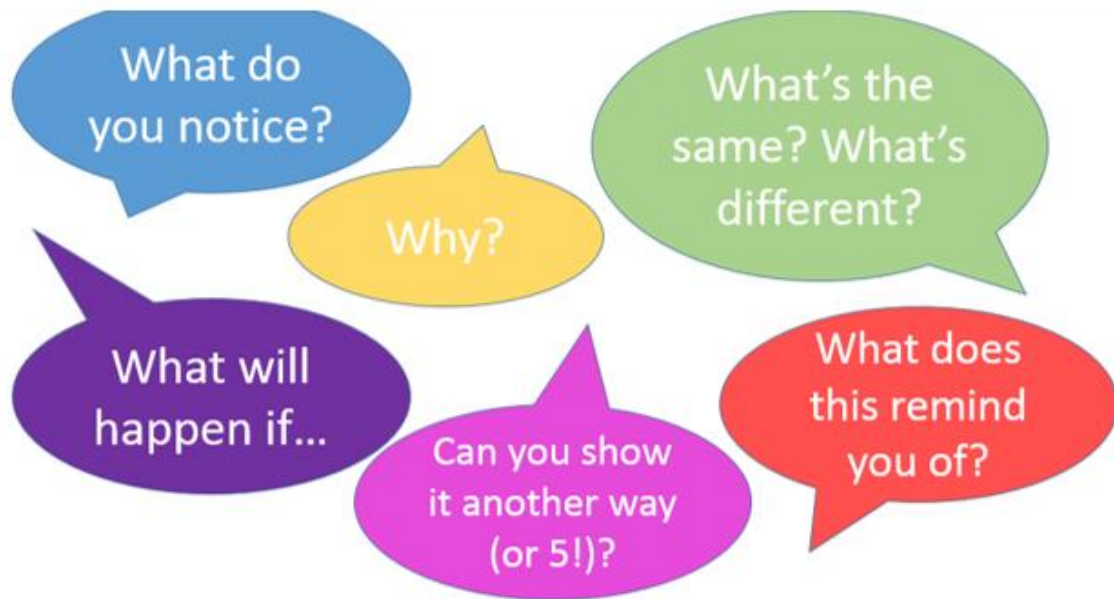 What do
you notice?
Why?
What's the
same? What's
different?
What will
happen if...
Can you show
it another way
(or 5!)?
What does
this remind
you of?